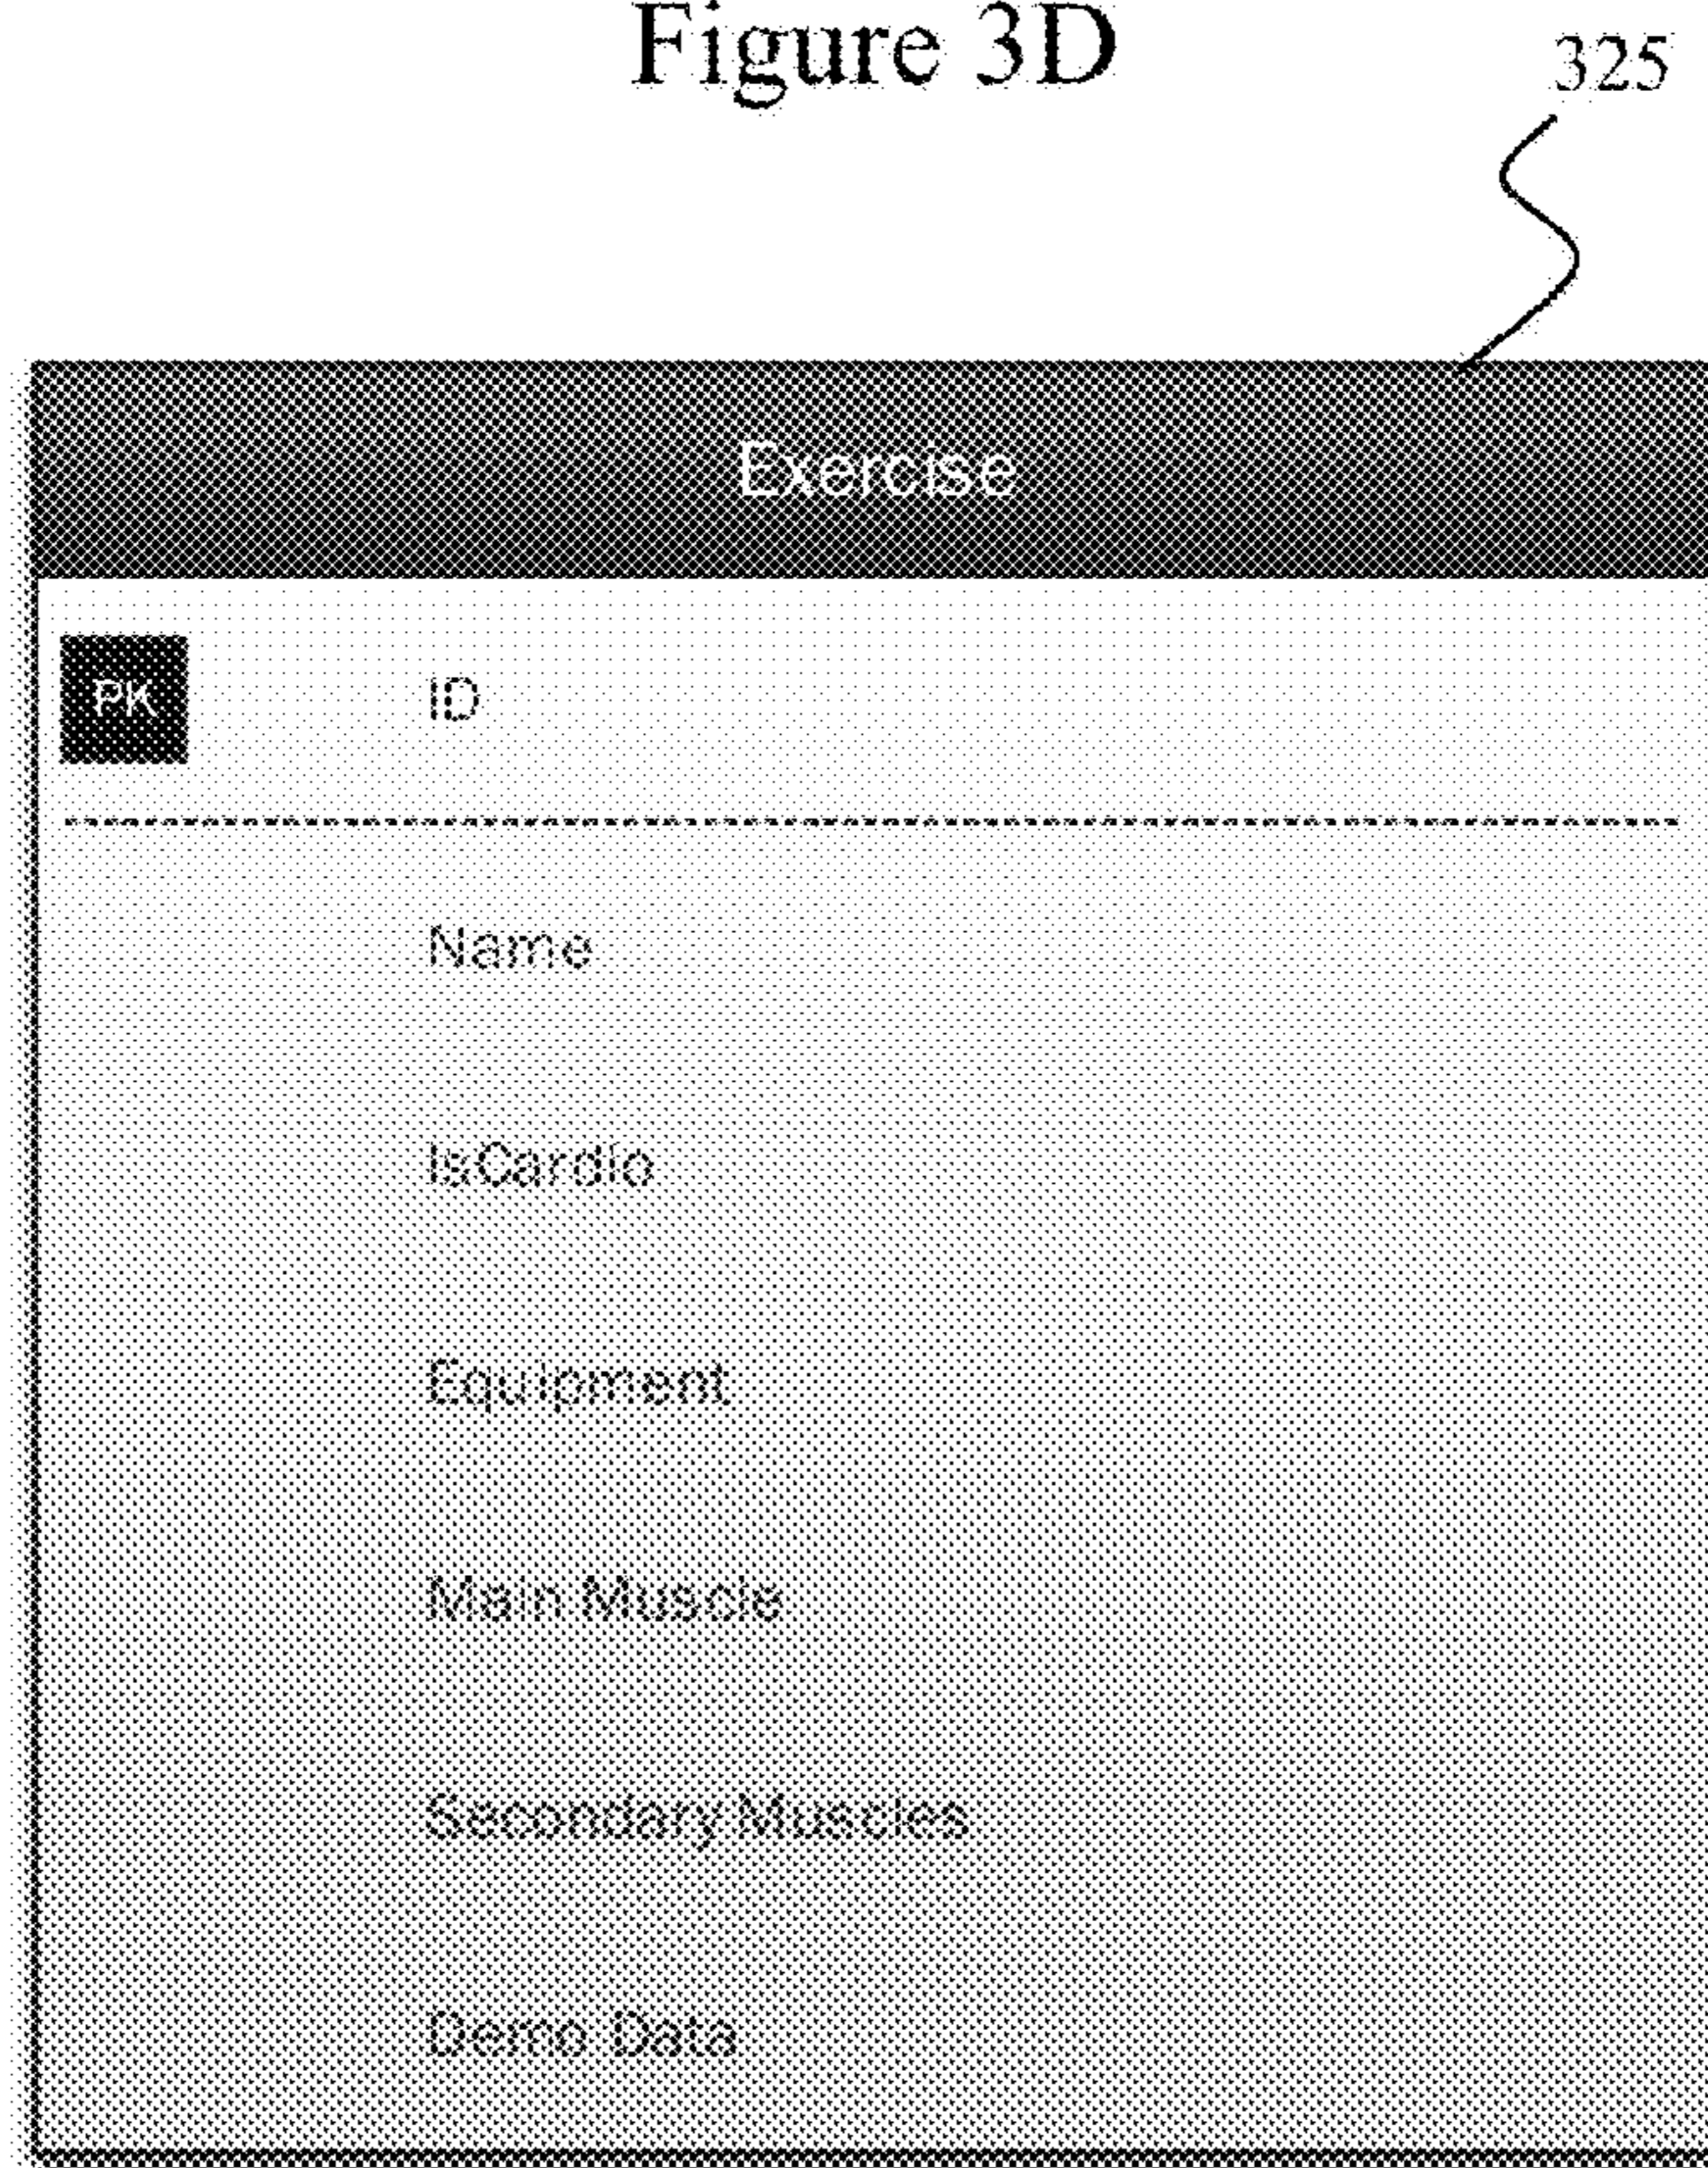 Figure 3D
325
Exercise
PK ID
Name
IsCardio
Equipment
Main Muscle
Secondary Muscles
Demo Data